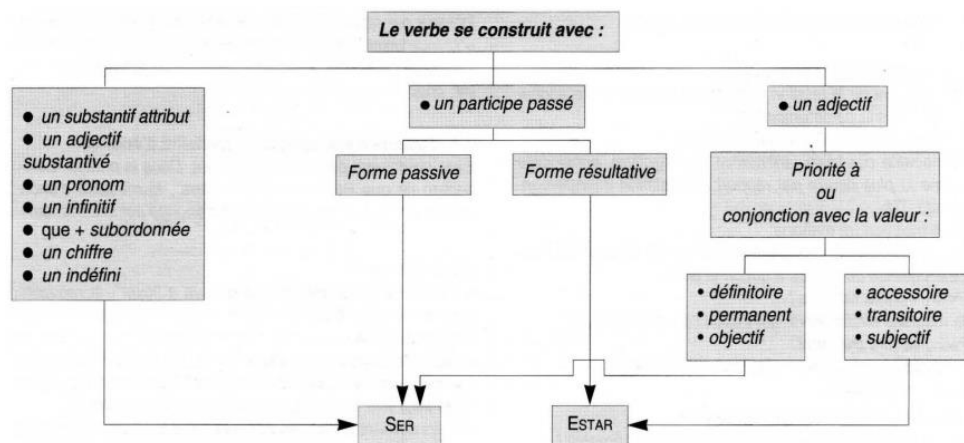 Le verbe se construit avec :
● un substantif attribut
● un adjectif
substantivé
● un pronom
● un infinitif
● que + subordonnée
● un chiffre
● un indéfini
● un participe passé
● un adjectif
Forme passive
Forme résultative
Priorité à
ou
conjonction avec la valeur :
• définitoire
• permanent
• objectif
• accessoire
• transitoire
• subjectif
SER
ESTAR